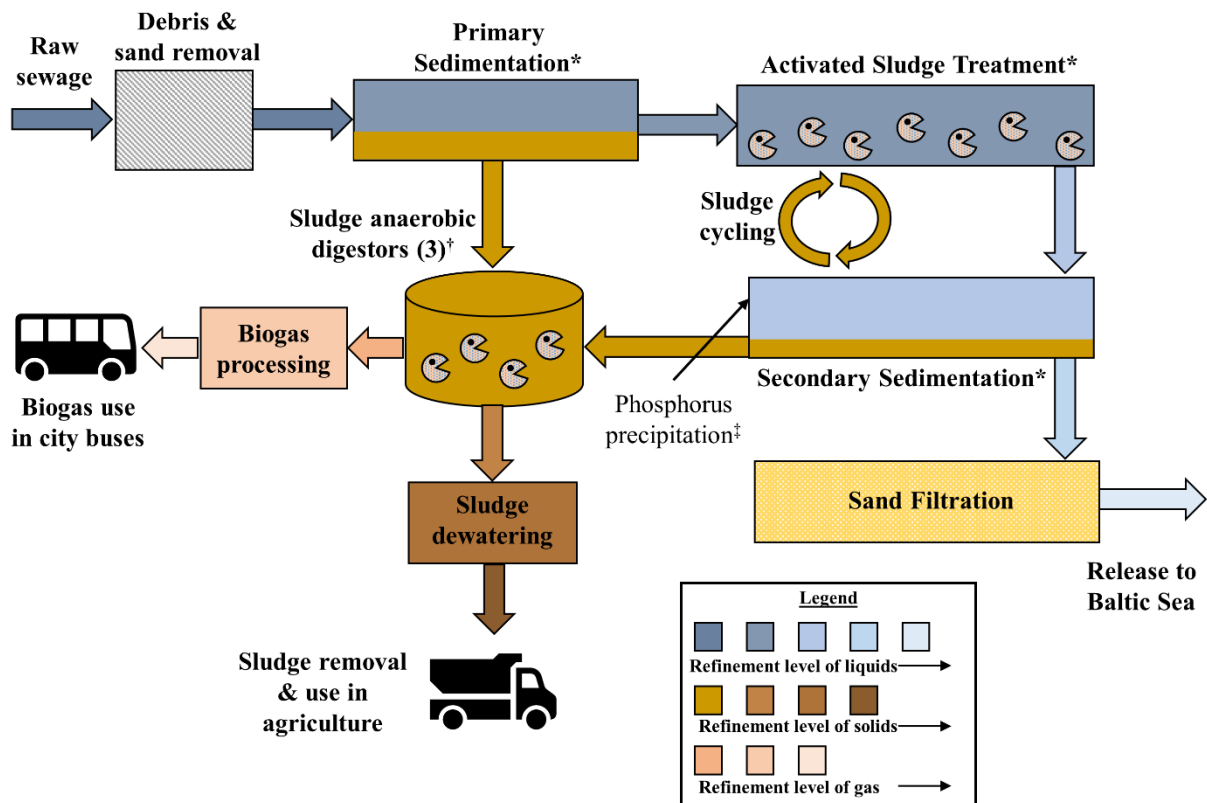 Raw
sewage
Debris &
sand removal
Primary
Sedimentation*
Activated Sludge Treatment*
Sludge anaerobic
digestors (3)†
Sludge
cycling
Biogas
processing
Biogas use
in city buses
Phosphorus
precipitation‡
Secondary Sedimentation*
Sludge
dewatering
Sand Filtration
Release to
Baltic Sea
Sludge removal
& use in
agriculture
Legend
Refinement level of liquids
Refinement level of solids
Refinement level of gas